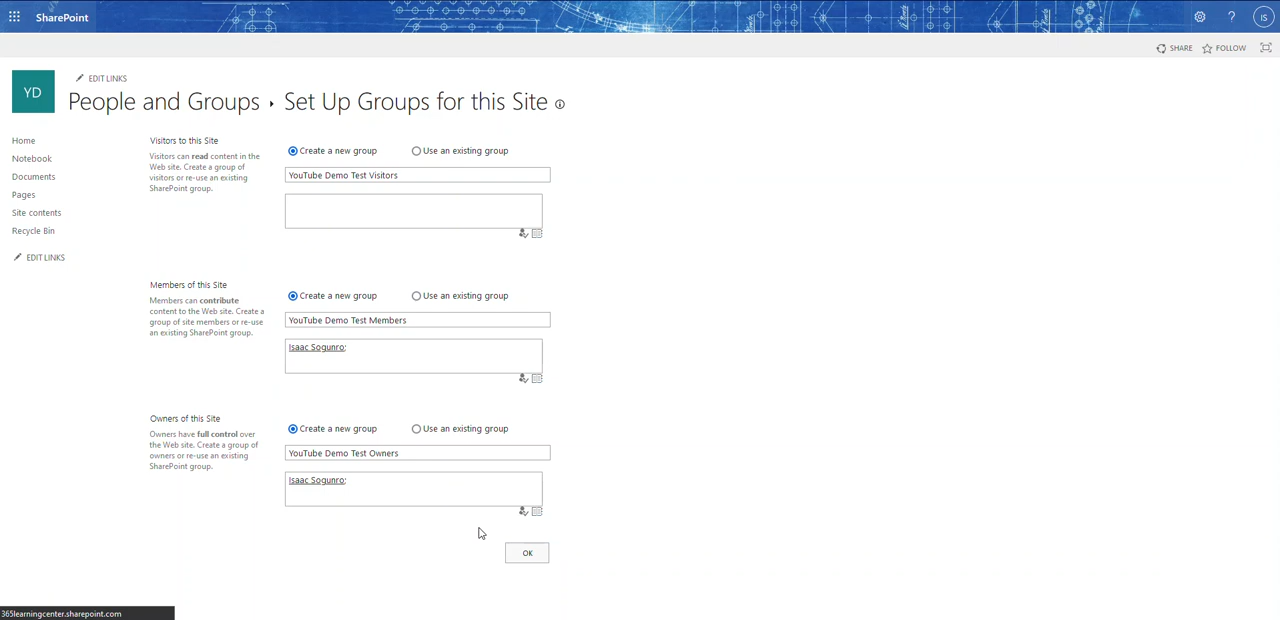 SharePoint
IS
SHARE FOLLOW
YD
EDIT LINKS
People and Groups ▸ Set Up Groups for this Site
Home
Notebook
Documents
Pages
Site contents
Recycle Bin
EDIT LINKS
Visitors to this Site
Visitors can read content in the
Web site. Create a group of
visitors or re-use an existing
SharePoint group.
Create a new group Use an existing group
YouTube Demo Test Visitors
Members of this Site
Members can contribute
content to the Web site. Create a
group of site members or re-use
an existing SharePoint group.
Create a new group Use an existing group
YouTube Demo Test Members
Isaac Sogunro;
Owners of this Site
Owners have full control over
the Web site. Create a group of
owners or re-use an existing
SharePoint group.
Create a new group Use an existing group
YouTube Demo Test Owners
Isaac Sogunro;
OK
365learningcenter.sharepoint.com